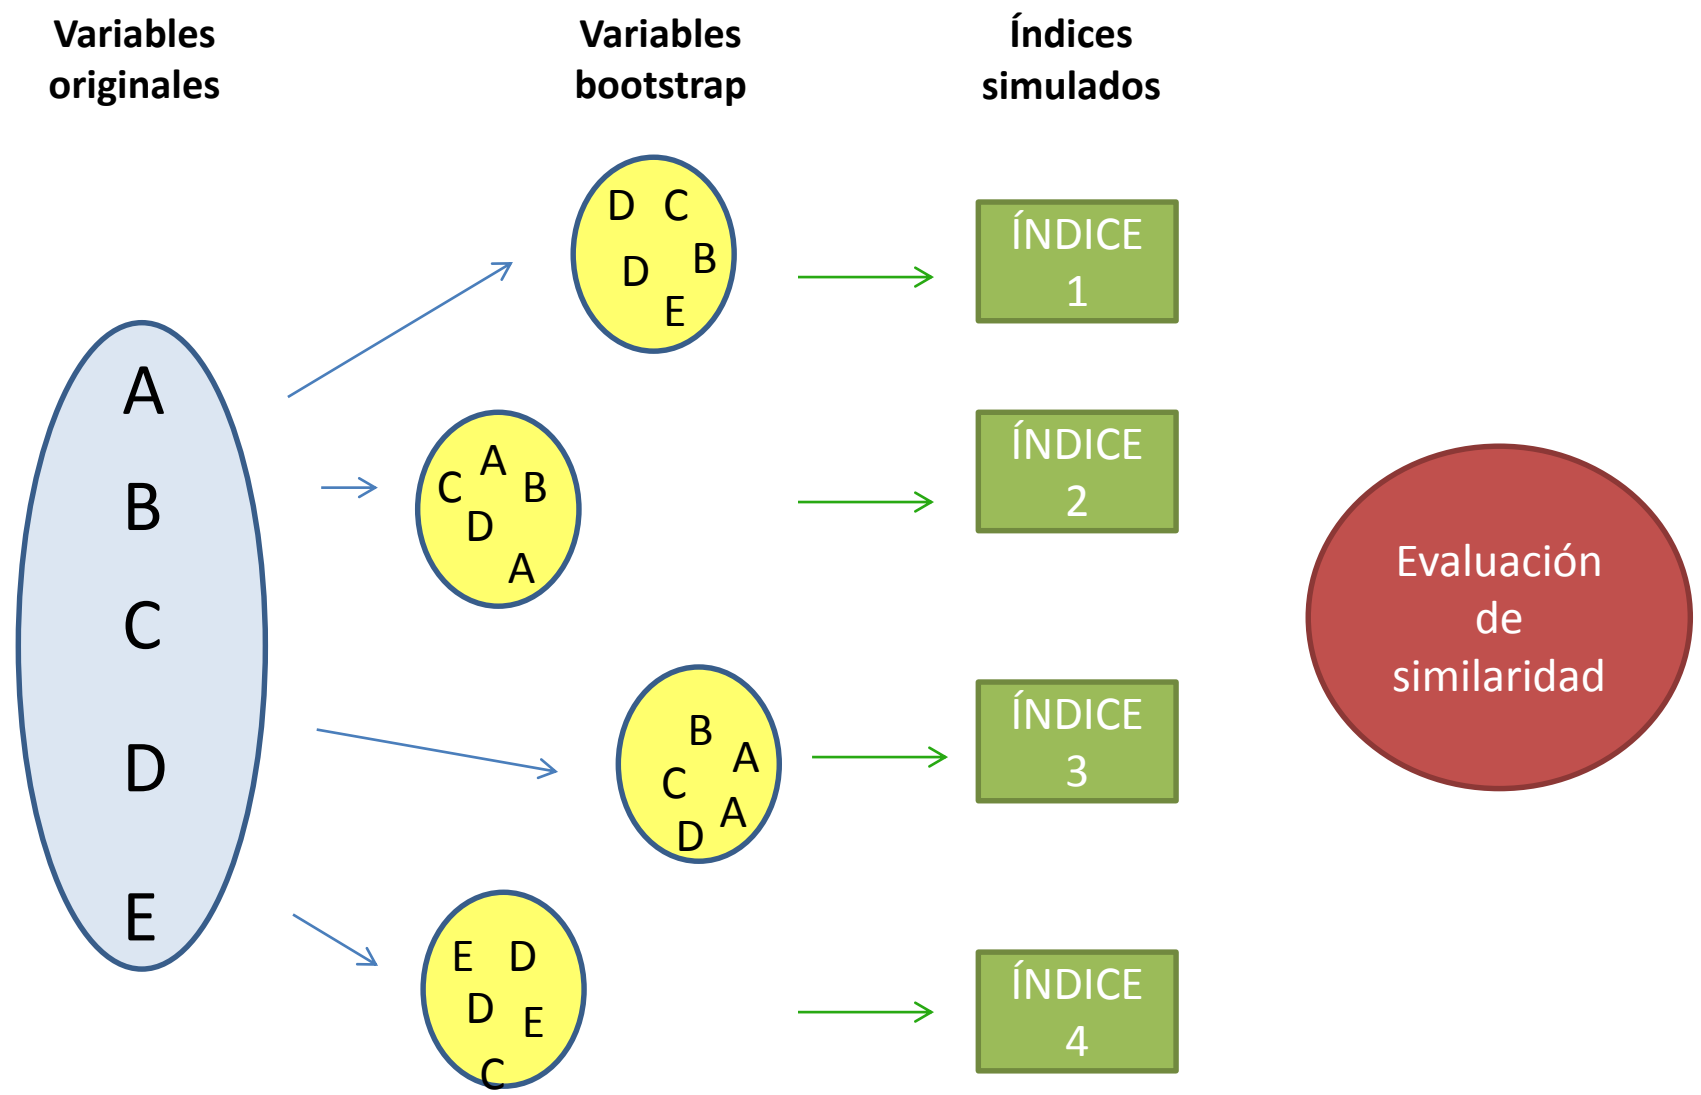 Variables
originales
Variables
bootstrap
Índices
simulados
A
B
C
D
E
D C
D B
E
ÍNDICE
1
A
C B
D
A
ÍNDICE
2
B
A
C
A
D
ÍNDICE
3
E D
D E
C
ÍNDICE
4
Evaluación
de
similaridad